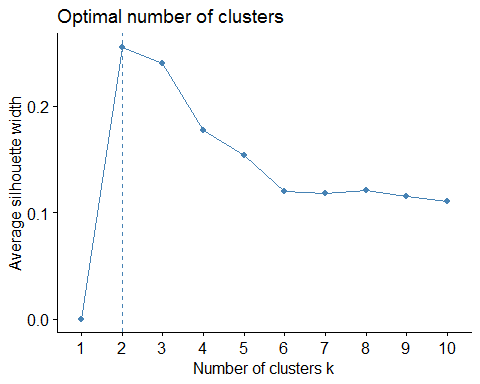 Optimal number of clusters
Average silhouette width
0.2
0.1
0.0
1 2 3 4 5 6 7 8 9 10
Number of clusters k